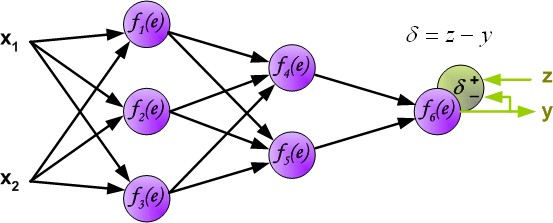 f₁(e)
δ = z − y
x₁
f₄(e)
z
δ + −
f₂(e)
f₆(e)
y
f₅(e)
x₂
f₃(e)